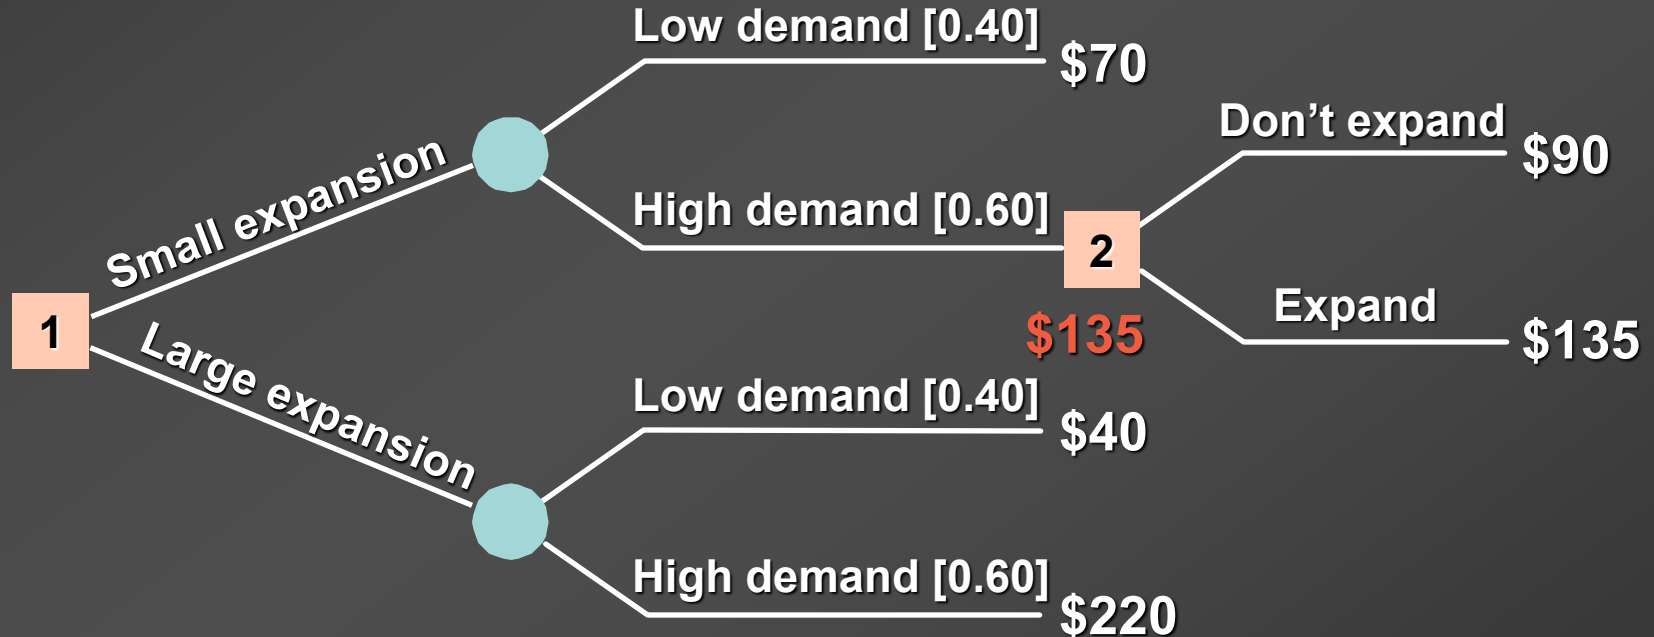 Low demand [0.40]
$70
Don’t expand
$90
Small expansion
High demand [0.60]
2
Expand
$135
1
$135
Large expansion
Low demand [0.40]
$40
High demand [0.60]
$220